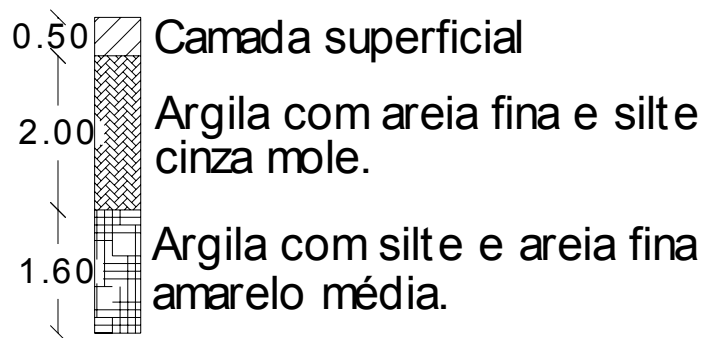 0.50 Camada superficial
2.00 Argila com areia fina e silte
cinza mole.
1.60 Argila com silte e areia fina
amarelo média.